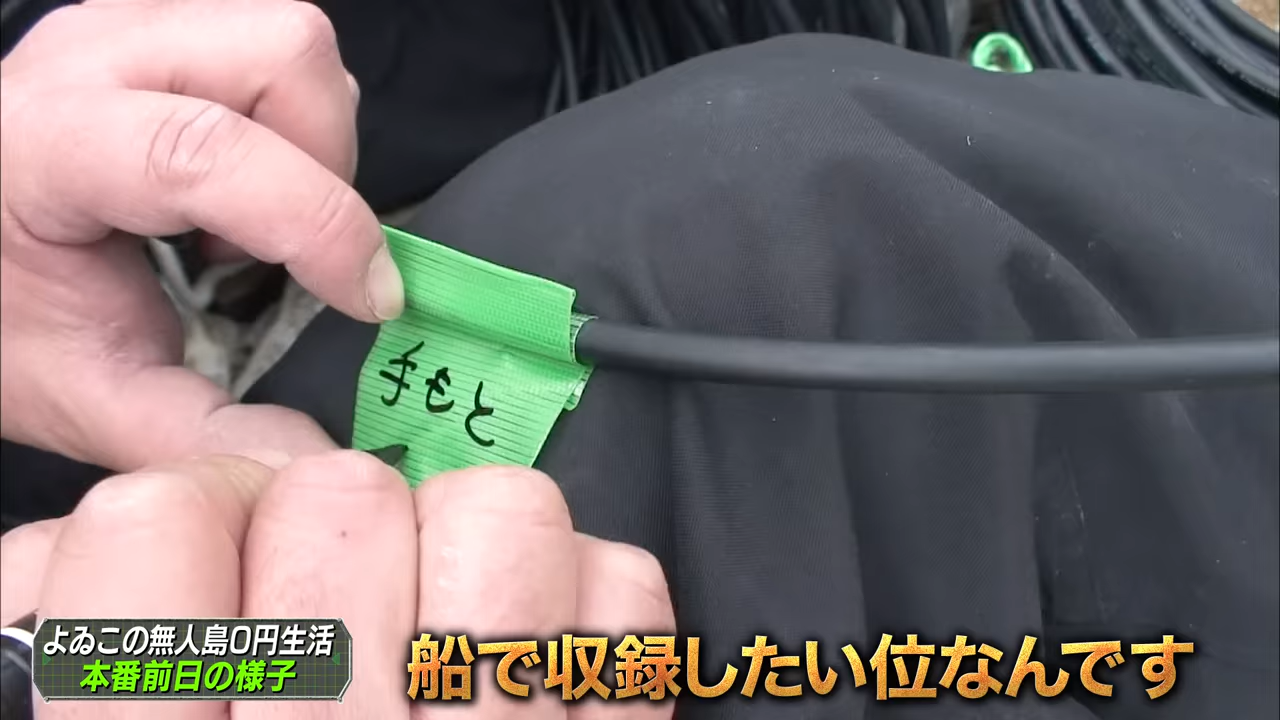 手もと
よゐこの無人島0円生活
本番前日の様子
船で収録したい位なんです